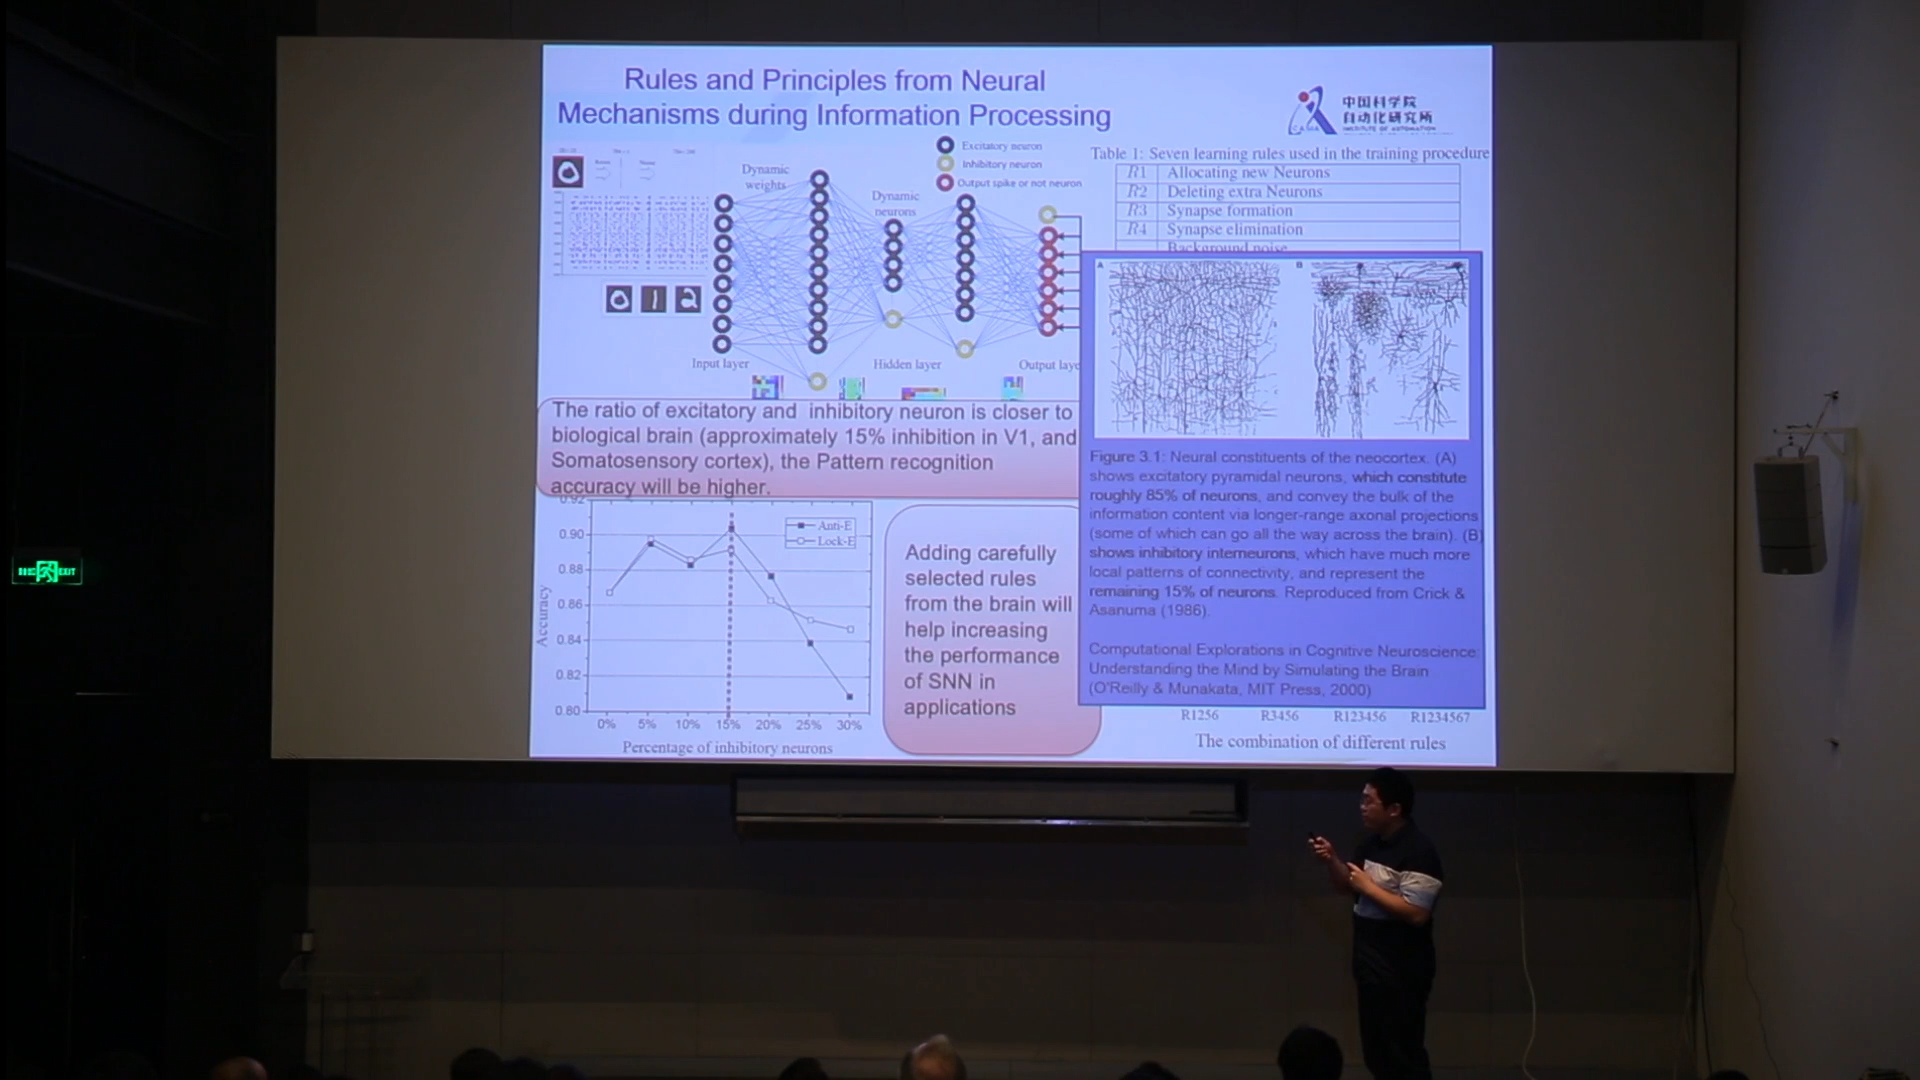 Rules and Principles from Neural
Mechanisms during Information Processing
中国科学院
自动化研究所
INSTITUTE OF AUTOMATION
CASIA
Excitatory neuron
Inhibitory neuron
Output spike or not neuron
Dynamic
weights
Dynamic
neurons
Input layer
Hidden layer
Output laye
Table 1: Seven learning rules used in the training procedure
R1 Allocating new Neurons
R2 Deleting extra Neurons
R3 Synapse formation
R4 Synapse elimination
Background noise
The ratio of excitatory and inhibitory neuron is closer to
biological brain (approximately 15% inhibition in V1, and
Somatosensory cortex), the Pattern recognition
accuracy will be higher.
A
B
Figure 3.1: Neural constituents of the neocortex. (A)
shows excitatory pyramidal neurons, which constitute
roughly 85% of neurons, and convey the bulk of the
information content via longer-range axonal projections
(some of which can go all the way across the brain). (B)
shows inhibitory interneurons, which have much more
local patterns of connectivity, and represent the
remaining 15% of neurons. Reproduced from Crick &
Asanuma (1986).
Computational Explorations in Cognitive Neuroscience:
Understanding the Mind by Simulating the Brain
(O'Reilly & Munakata, MIT Press, 2000)
0.92
0.90
0.88
0.86
0.84
0.82
0.80
Accuracy
Anti-E
Lock-E
0% 5% 10% 15% 20% 25% 30%
Percentage of inhibitory neurons
Adding carefully
selected rules
from the brain will
help increasing
the performance
of SNN in
applications
R1256 R3456 R123456 R1234567
The combination of different rules
EXIT